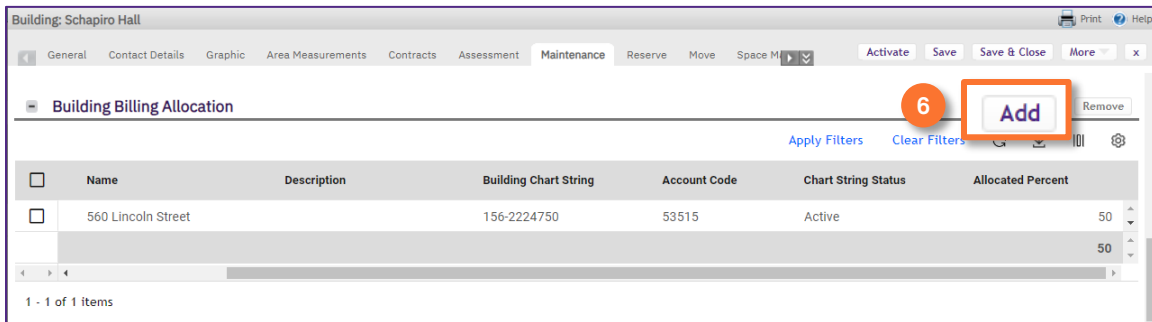 Building: Schapiro Hall Print Help
General Contact Details Graphic Area Measurements Contracts Assessment Maintenance Reserve Move Space Activate Save Save & Close More x
Building Billing Allocation 6 Add Remove
Apply Filters Clear Filters
Name Description Building Chart String Account Code Chart String Status Allocated Percent
560 Lincoln Street 156-2224750 53515 Active 50
50
1 - 1 of 1 items